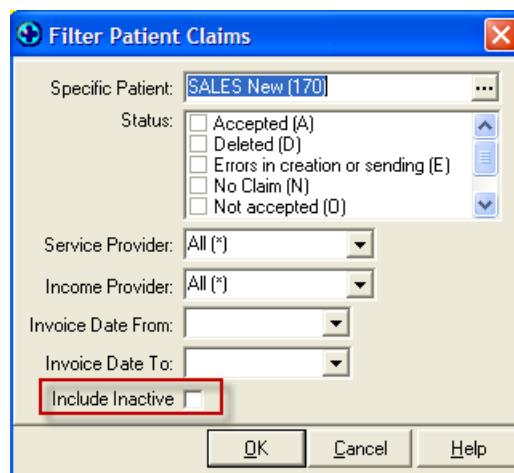 Filter Patient Claims
Specific Patient: SALES New (170) ...
Status:
Accepted (A)
Deleted (D)
Errors in creation or sending (E)
No Claim (N)
Not accepted (O)
Service Provider: All (*)
Income Provider: All (*)
Invoice Date From:
Invoice Date To:
Include Inactive
OK Cancel Help